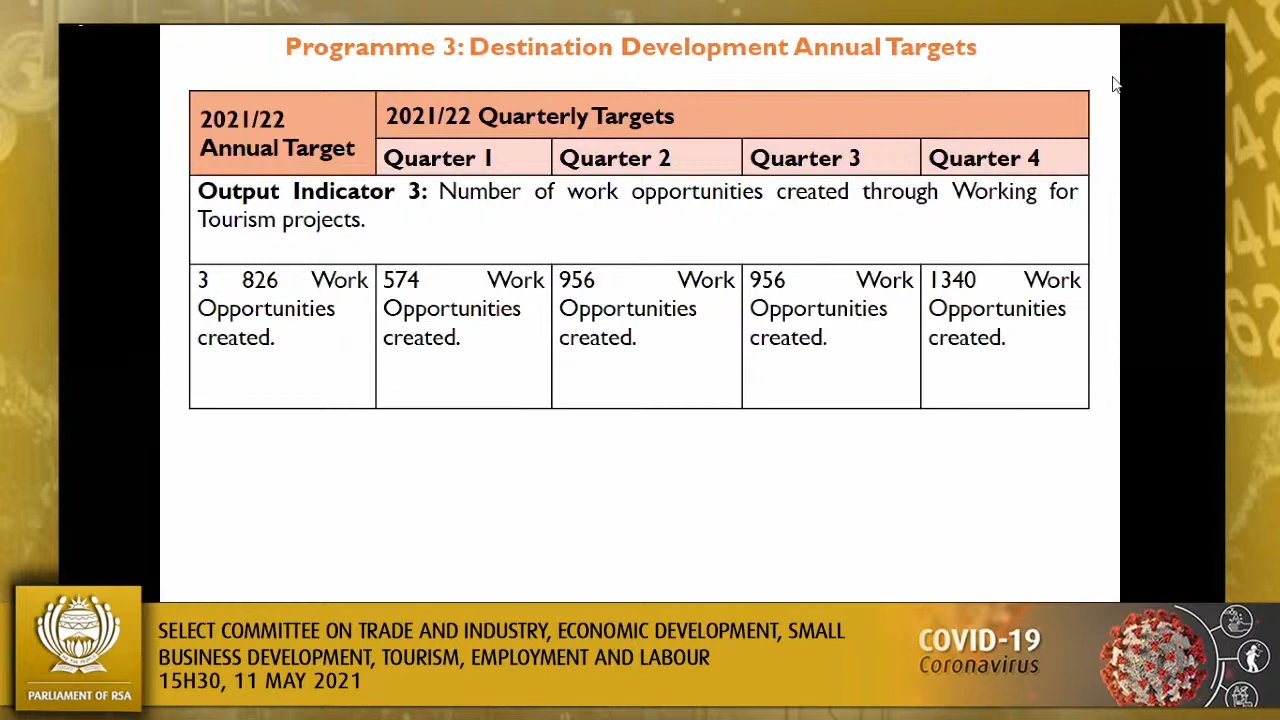 Programme 3: Destination Development Annual Targets
2021/22
Annual Target
2021/22 Quarterly Targets
Quarter 1
Quarter 2
Quarter 3
Quarter 4
Output Indicator 3: Number of work opportunities created through Working for
Tourism projects.
3 826 Work
Opportunities
created.
574 Work
Opportunities
created.
956 Work
Opportunities
created.
956 Work
Opportunities
created.
1340 Work
Opportunities
created.
PARLIAMENT OF RSA
SELECT COMMITTEE ON TRADE AND INDUSTRY, ECONOMIC DEVELOPMENT, SMALL
BUSINESS DEVELOPMENT, TOURISM, EMPLOYMENT AND LABOUR
15H30, 11 MAY 2021
COVID-19
Coronavirus